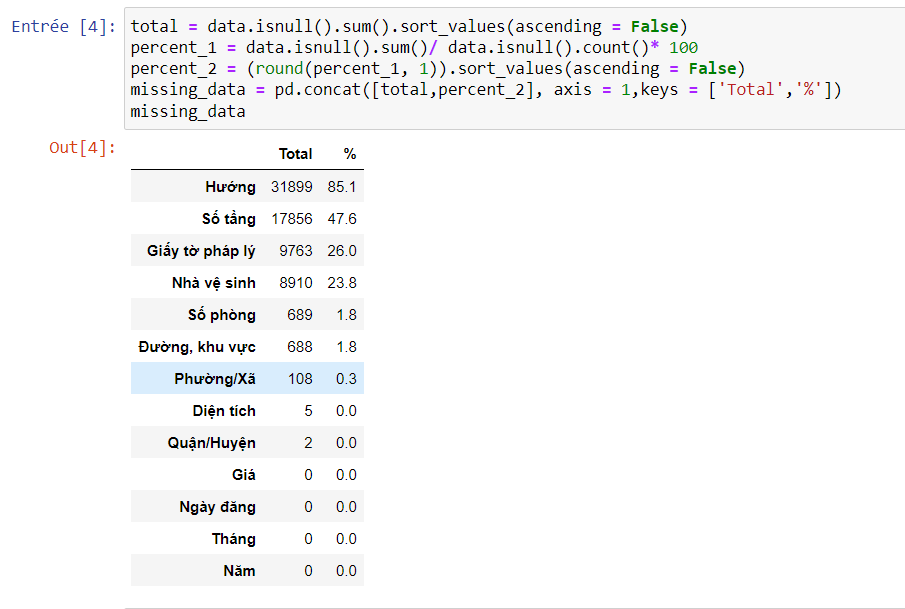 Entrée [4]: total = data.isnull().sum().sort_values(ascending = False)
percent_1 = data.isnull().sum()/ data.isnull().count()* 100
percent_2 = (round(percent_1, 1)).sort_values(ascending = False)
missing_data = pd.concat([total,percent_2], axis = 1,keys = ['Total','%'])
missing_data
Out[4]:
Total %
Hướng 31899 85.1
Số tầng 17856 47.6
Giấy tờ pháp lý 9763 26.0
Nhà vệ sinh 8910 23.8
Số phòng 689 1.8
Đường, khu vực 688 1.8
Phường/Xã 108 0.3
Diện tích 5 0.0
Quận/Huyện 2 0.0
Giá 0 0.0
Ngày đăng 0 0.0
Tháng 0 0.0
Năm 0 0.0